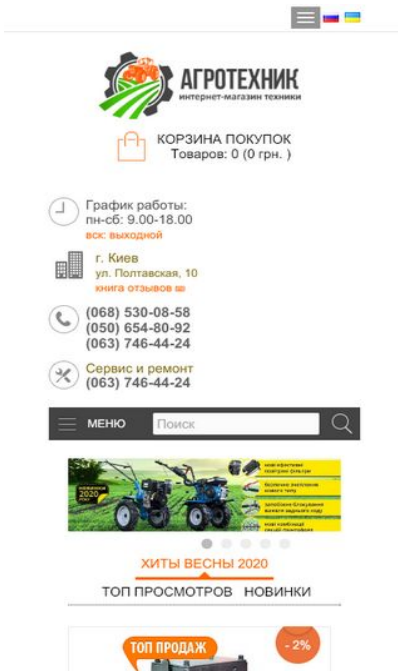 АГРОТЕХНИК
интернет-магазин техники
КОРЗИНА ПОКУПОК
Товаров: 0 (0 грн. )
График работы:
пн-сб: 9.00-18.00
вск: выходной
г. Киев
ул. Полтавская, 10
книга отзывов
(068) 530-08-58
(050) 654-80-92
(063) 746-44-24
Сервис и ремонт
(063) 746-44-24
МЕНЮ
Поиск
НОВИНКИ
2020
РОКУ
ХИТЫ ВЕСНЫ 2020
ТОП ПРОСМОТРОВ НОВИНКИ
ТОП ПРОДАЖ
- 2%